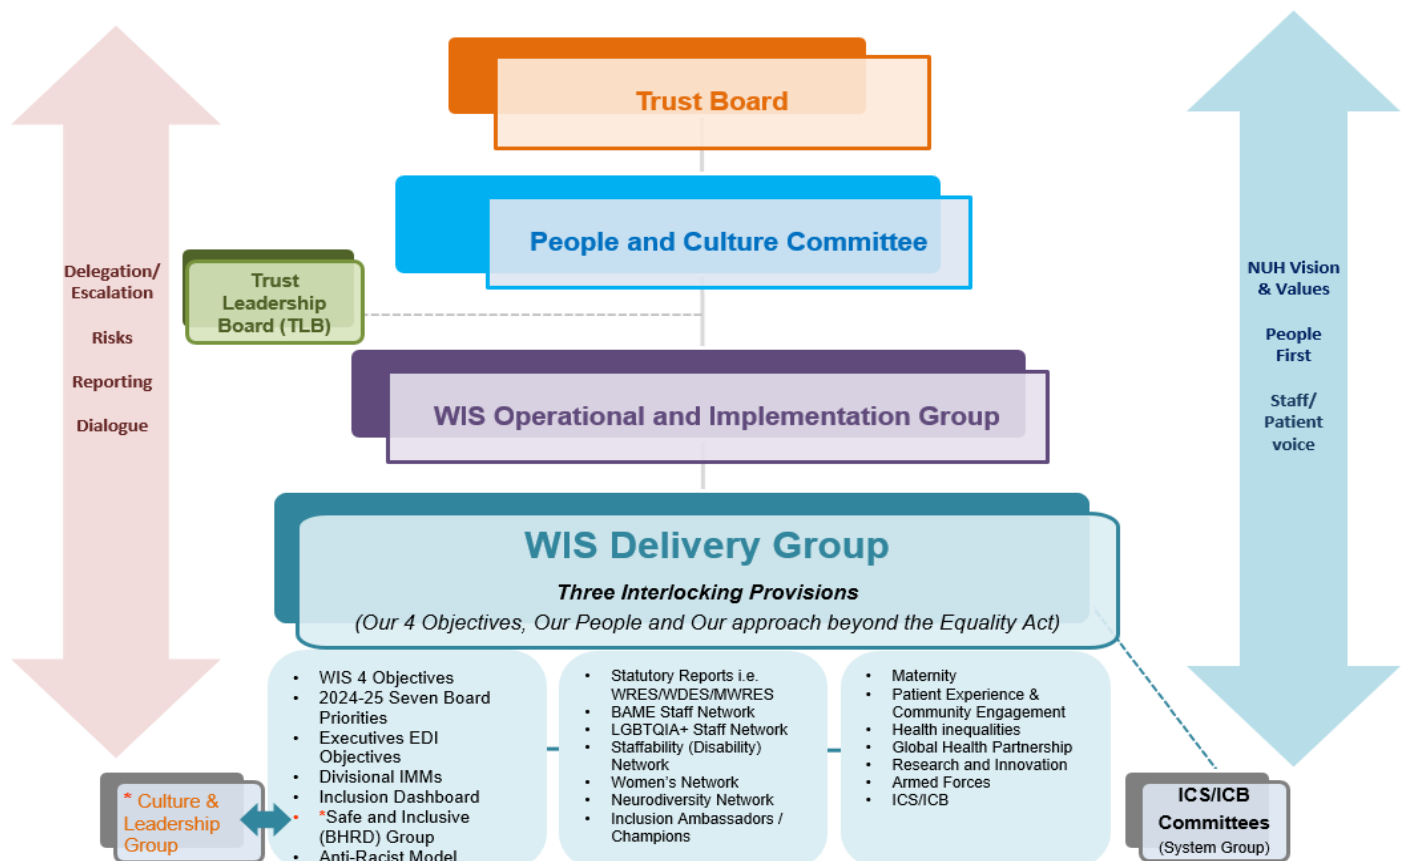 Trust Board
People and Culture Committee
Trust
Leadership
Board (TLB)
Delegation/
Escalation
Risks
Reporting
Dialogue
NUH Vision
& Values
People
First
Staff/
Patient
voice
WIS Operational and Implementation Group
WIS Delivery Group
Three Interlocking Provisions
(Our 4 Objectives, Our People and Our approach beyond the Equality Act)
• WIS 4 Objectives
• 2024-25 Seven Board
Priorities
• Executives EDI
Objectives
• Divisional IMMs
• Inclusion Dashboard
• *Safe and Inclusive
(BHRD) Group
Anti-Racist Model
• Statutory Reports i.e.
WRES/WDES/MWRES
• BAME Staff Network
• LGBTQIA+ Staff Network
• Staffability (Disability)
Network
• Women's Network
• Neurodiversity Network
• Inclusion Ambassadors /
Champions
• Maternity
• Patient Experience &
Community Engagement
• Health inequalities
• Global Health Partnership
• Research and Innovation
• Armed Forces
• ICS/ICB
* Culture &
Leadership
Group
ICS/ICB
Committees
(System Group)